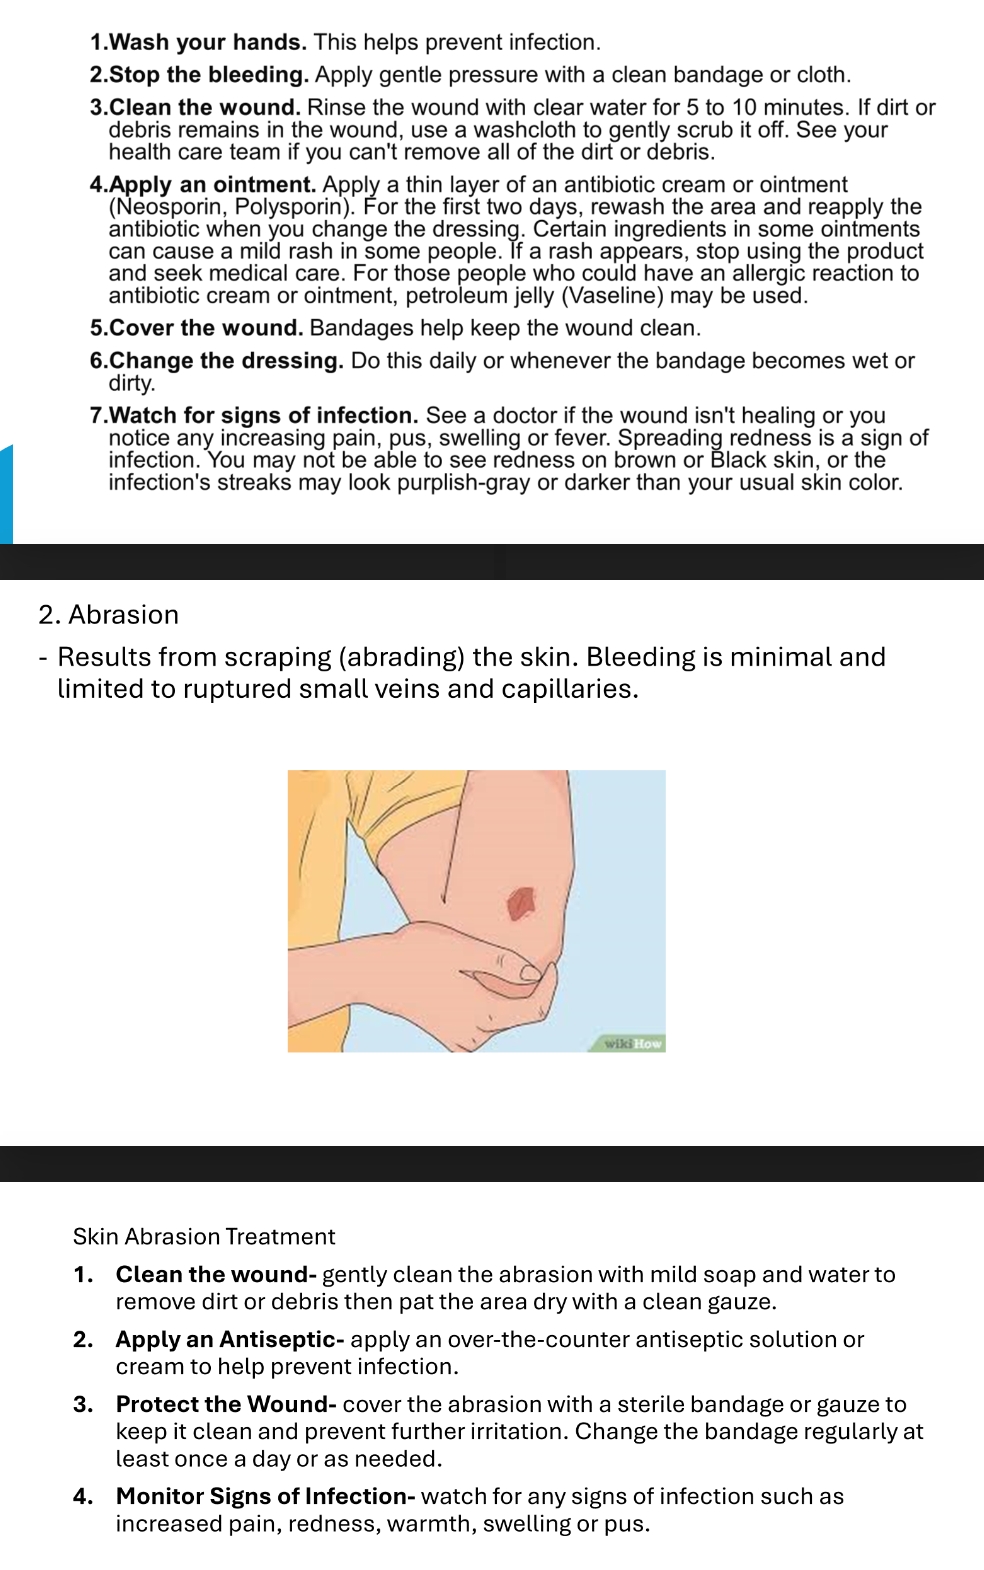 1.Wash your hands. This helps prevent infection.
2.Stop the bleeding. Apply gentle pressure with a clean bandage or cloth.
3.Clean the wound. Rinse the wound with clear water for 5 to 10 minutes. If dirt or
debris remains in the wound, use a washcloth to gently scrub it off. See your
health care team if you can't remove all of the dirt or debris.
4.Apply an ointment. Apply a thin layer of an antibiotic cream or ointment
(Neosporin, Polysporin). For the first two days, rewash the area and reapply the
antibiotic when you change the dressing. Certain ingredients in some ointments
can cause a mild rash in some people. If a rash appears, stop using the product
and seek medical care. For those people who could have an allergic reaction to
antibiotic cream or ointment, petroleum jelly (Vaseline) may be used.
5.Cover the wound. Bandages help keep the wound clean.
6.Change the dressing. Do this daily or whenever the bandage becomes wet or
dirty.
7.Watch for signs of infection. See a doctor if the wound isn't healing or you
notice any increasing pain, pus, swelling or fever. Spreading redness is a sign of
infection. You may not be able to see redness on brown or Black skin, or the
infection's streaks may look purplish-gray or darker than your usual skin color.
2. Abrasion
- Results from scraping (abrading) the skin. Bleeding is minimal and
limited to ruptured small veins and capillaries.
wikiHow
Skin Abrasion Treatment
1. Clean the wound- gently clean the abrasion with mild soap and water to
remove dirt or debris then pat the area dry with a clean gauze.
2. Apply an Antiseptic- apply an over-the-counter antiseptic solution or
cream to help prevent infection.
3. Protect the Wound- cover the abrasion with a sterile bandage or gauze to
keep it clean and prevent further irritation. Change the bandage regularly at
least once a day or as needed.
4. Monitor Signs of Infection- watch for any signs of infection such as
increased pain, redness, warmth, swelling or pus.